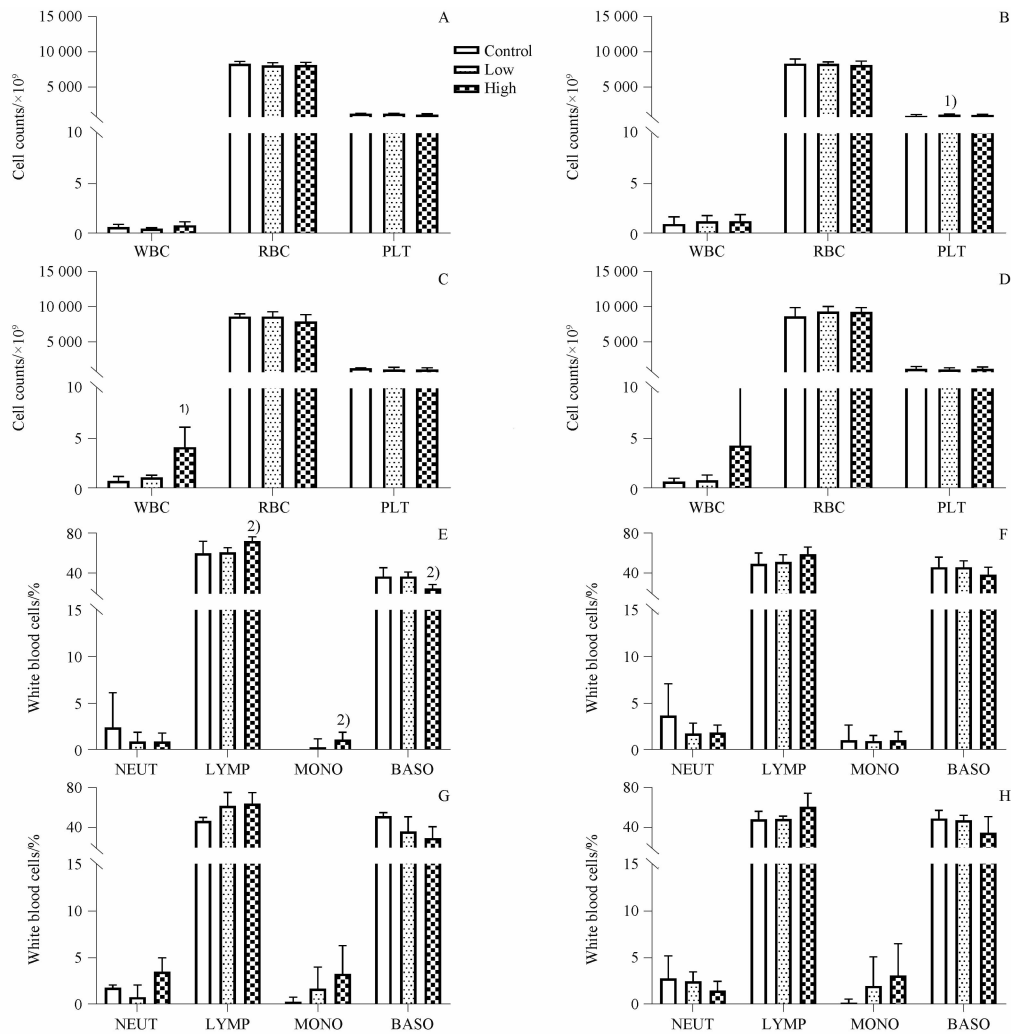 15 000
10 000
5 000
10
5
0
Cell counts/×10⁹
A
Control
Low
High
WBC RBC PLT
15 000
10 000
5 000
10
5
0
Cell counts/×10⁹
B
1)
WBC RBC PLT
15 000
10 000
5 000
10
5
0
Cell counts/×10⁹
C
1)
WBC RBC PLT
15 000
10 000
5 000
10
5
0
Cell counts/×10⁹
D
WBC RBC PLT
80
40
15
10
5
0
White blood cells/%
E
2)
2)
2)
NEUT LYMP MONO BASO
80
40
15
10
5
0
White blood cells/%
F
NEUT LYMP MONO BASO
80
40
15
10
5
0
White blood cells/%
G
NEUT LYMP MONO BASO
80
40
15
10
5
0
White blood cells/%
H
NEUT LYMP MONO BASO